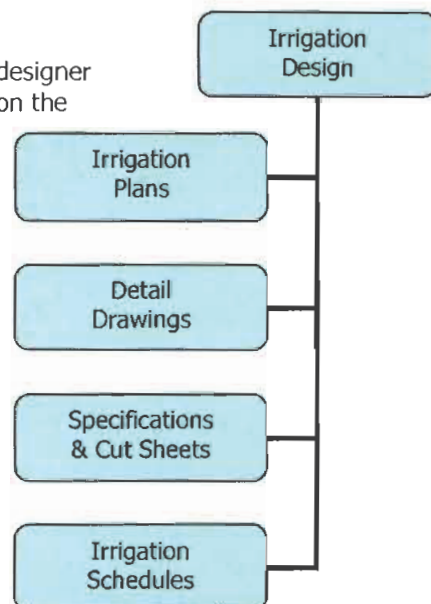 Irrigation
Design
designer
on the
Irrigation
Plans
Detail
Drawings
Specifications
& Cut Sheets
Irrigation
Schedules